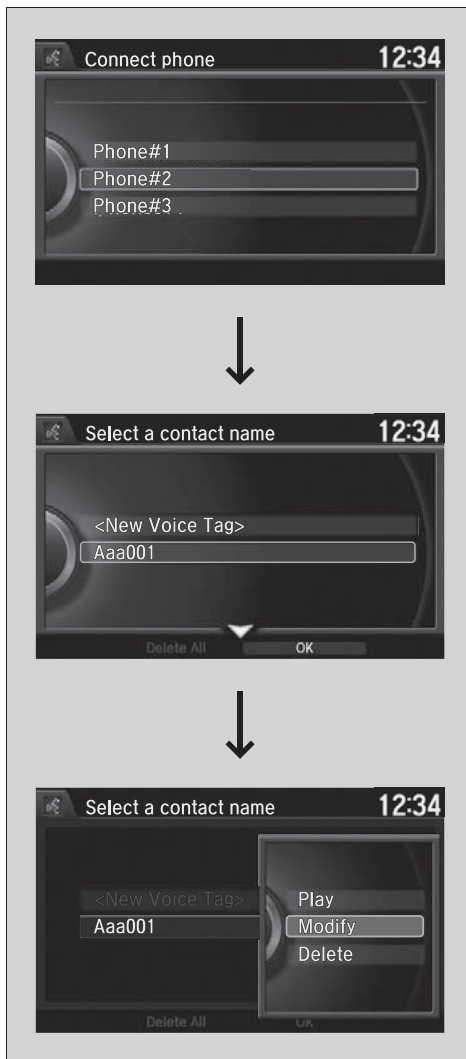 Connect phone 12:34
Phone#1
Phone#2
Phone#3
Select a contact name 12:34
<New Voice Tag>
Aaa001
Delete All OK
Select a contact name 12:34
<New Voice Tag> Play
Aaa001 Modify
Delete
Delete All OK